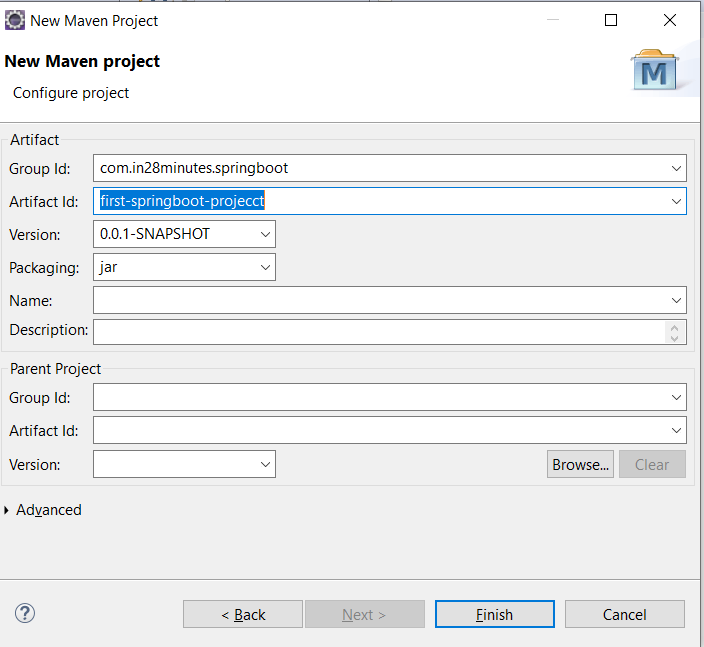 New Maven Project
New Maven project
Configure project
M
Artifact
Group Id: com.in28minutes.springboot
Artifact Id: first-springboot-projecct
Version: 0.0.1-SNAPSHOT
Packaging: jar
Name:
Description:
Parent Project
Group Id:
Artifact Id:
Version: Browse... Clear
Advanced
? < Back Next > Finish Cancel